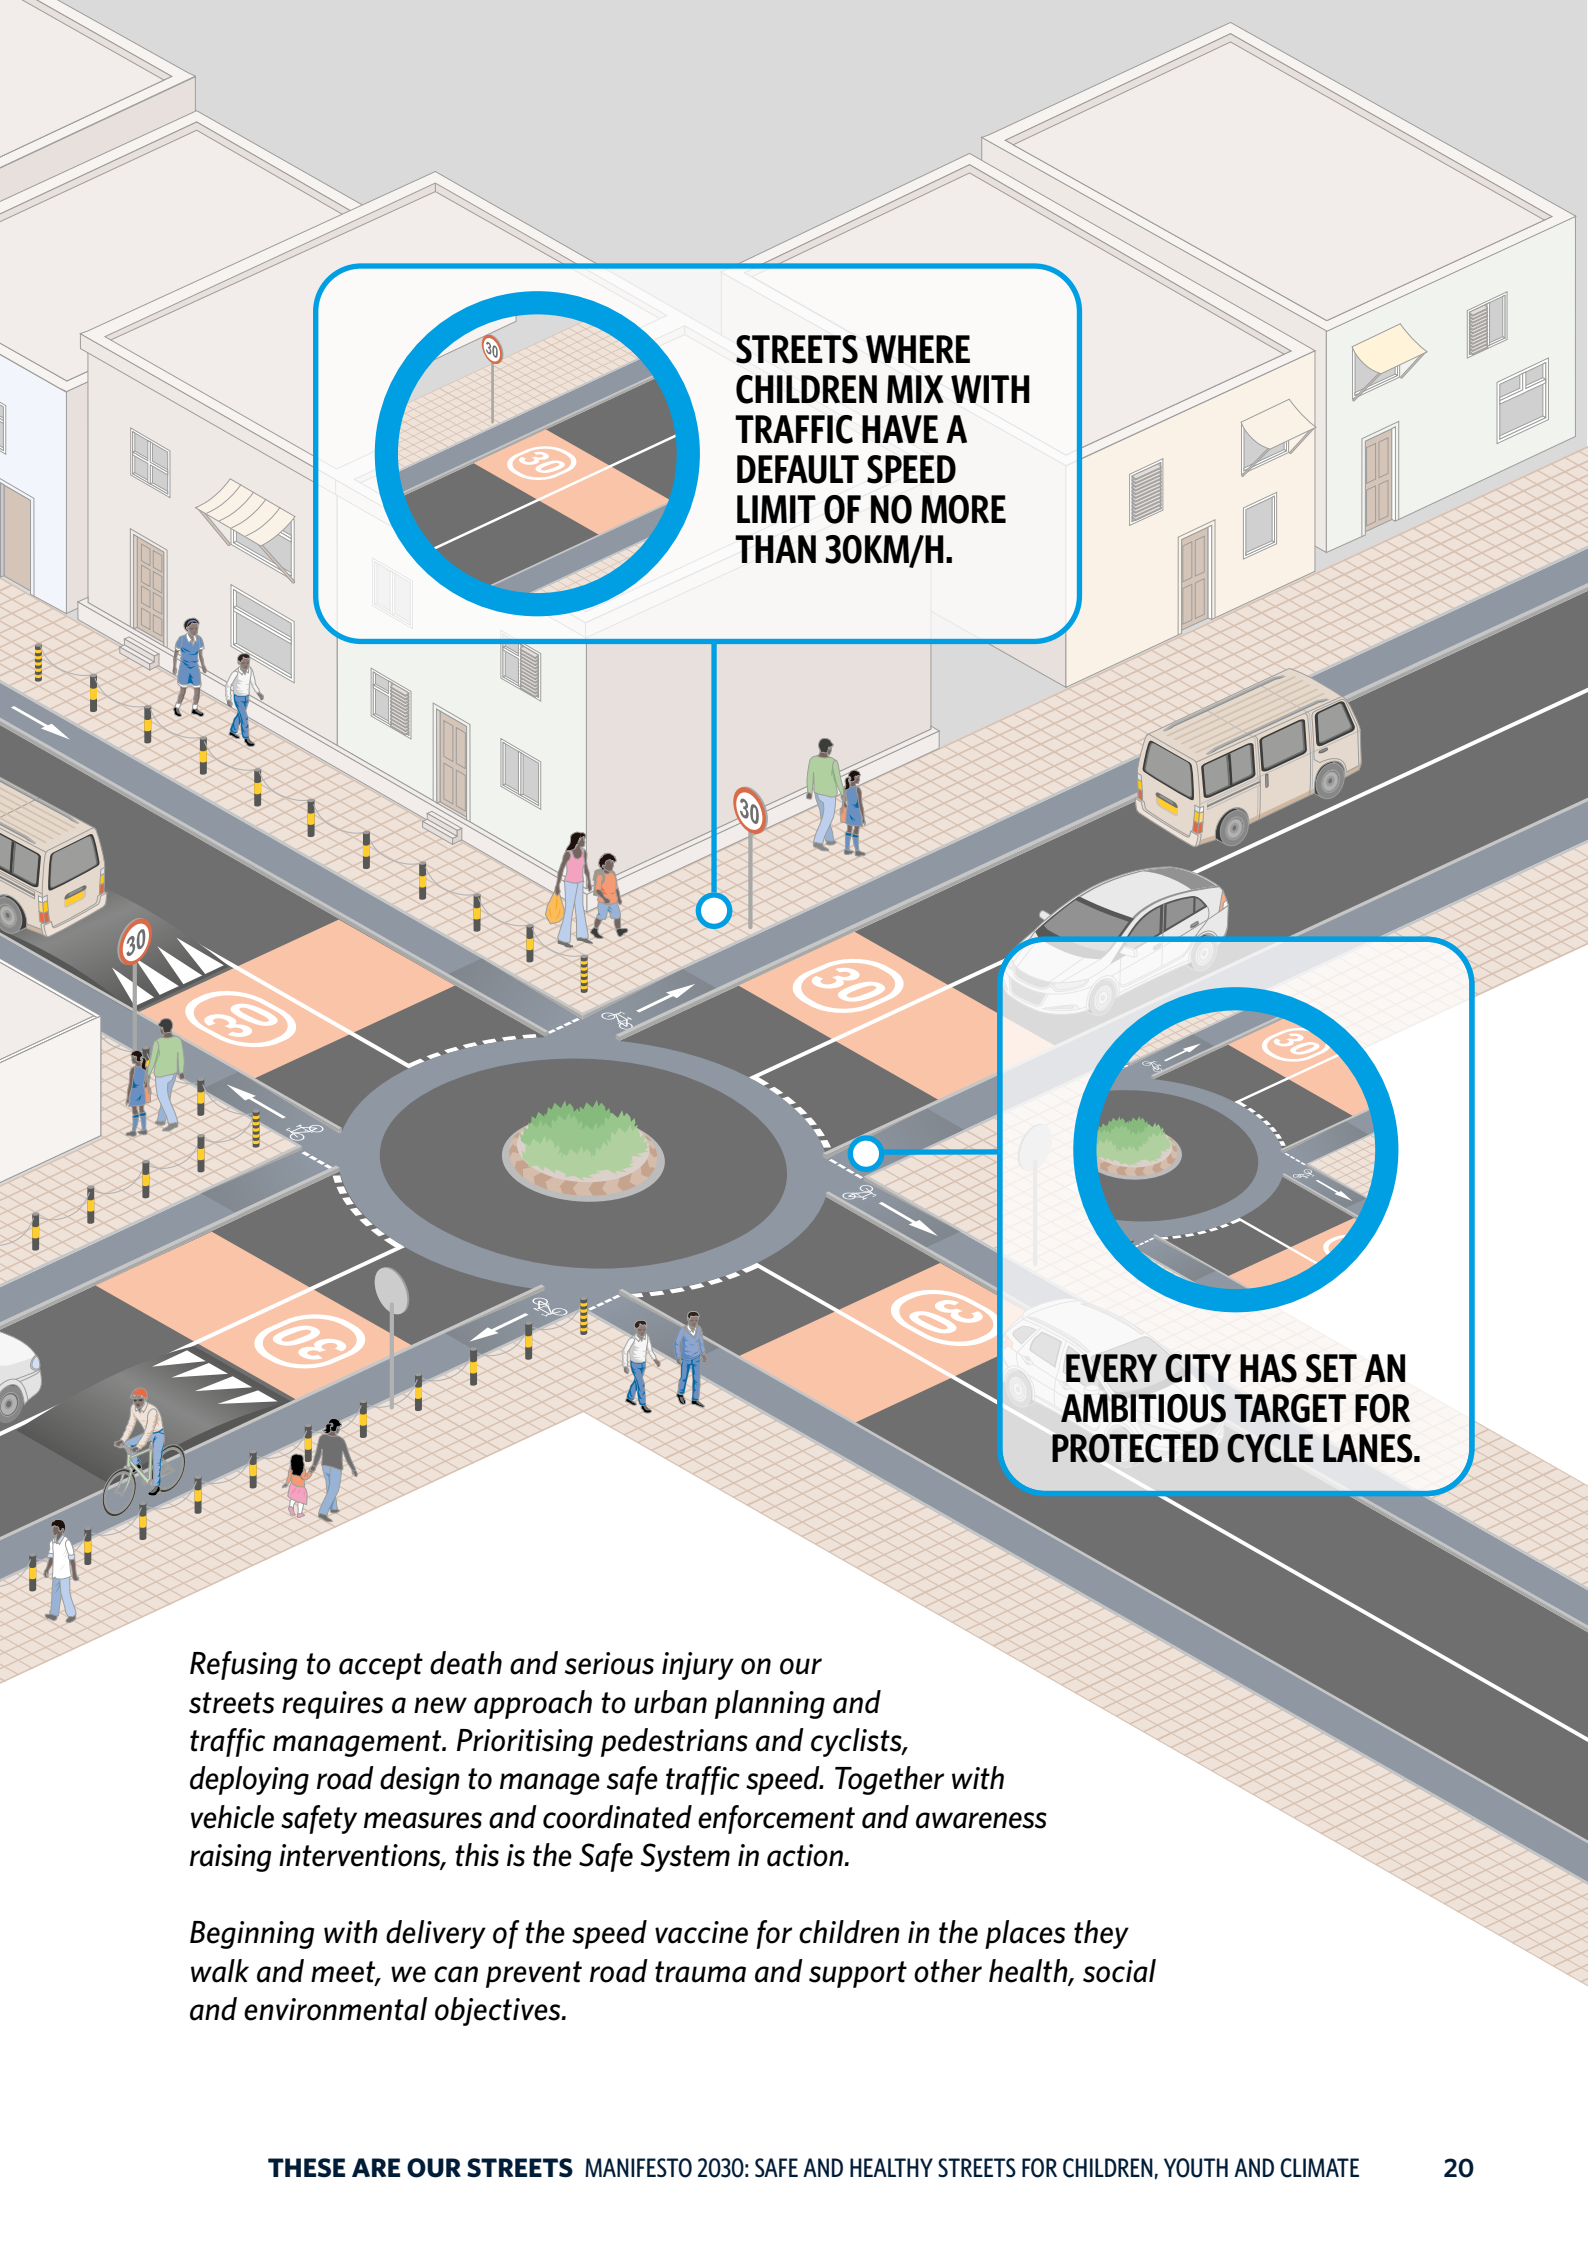 30
STREETS WHERE
CHILDREN MIX WITH
TRAFFIC HAVE A
DEFAULT SPEED
LIMIT OF NO MORE
THAN 30KM/H.
30
30
30
30
30
30
30
EVERY CITY HAS SET AN
AMBITIOUS TARGET FOR
PROTECTED CYCLE LANES.
30
30
Refusing to accept death and serious injury on our
streets requires a new approach to urban planning and
traffic management. Prioritising pedestrians and cyclists,
deploying road design to manage safe traffic speed. Together with
vehicle safety measures and coordinated enforcement and awareness
raising interventions, this is the Safe System in action.
Beginning with delivery of the speed vaccine for children in the places they
walk and meet, we can prevent road trauma and support other health, social
and environmental objectives.
THESE ARE OUR STREETS MANIFESTO 2030: SAFE AND HEALTHY STREETS FOR CHILDREN, YOUTH AND CLIMATE 20